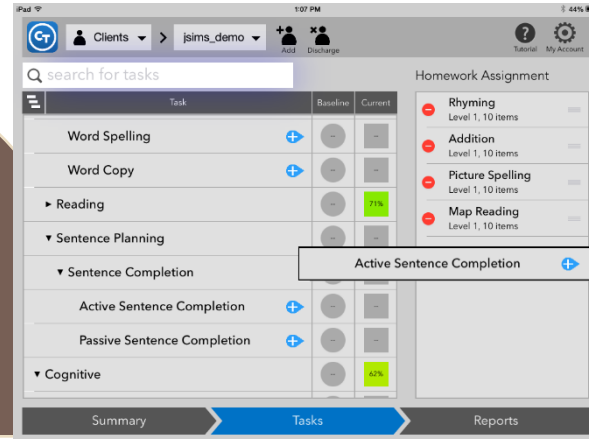 iPad 1:07 PM 44%
CT Clients > jsims_demo Add Discharge Tutorial My Account
search for tasks
Homework Assignment
Task Baseline Current
Rhyming
Level 1, 10 items
Addition
Level 1, 10 items
Picture Spelling
Level 1, 10 items
Map Reading
Level 1, 10 items
Word Spelling
Word Copy
Reading 71%
Sentence Planning
Active Sentence Completion
Sentence Completion
Active Sentence Completion
Passive Sentence Completion
Cognitive 62%
Summary Tasks Reports